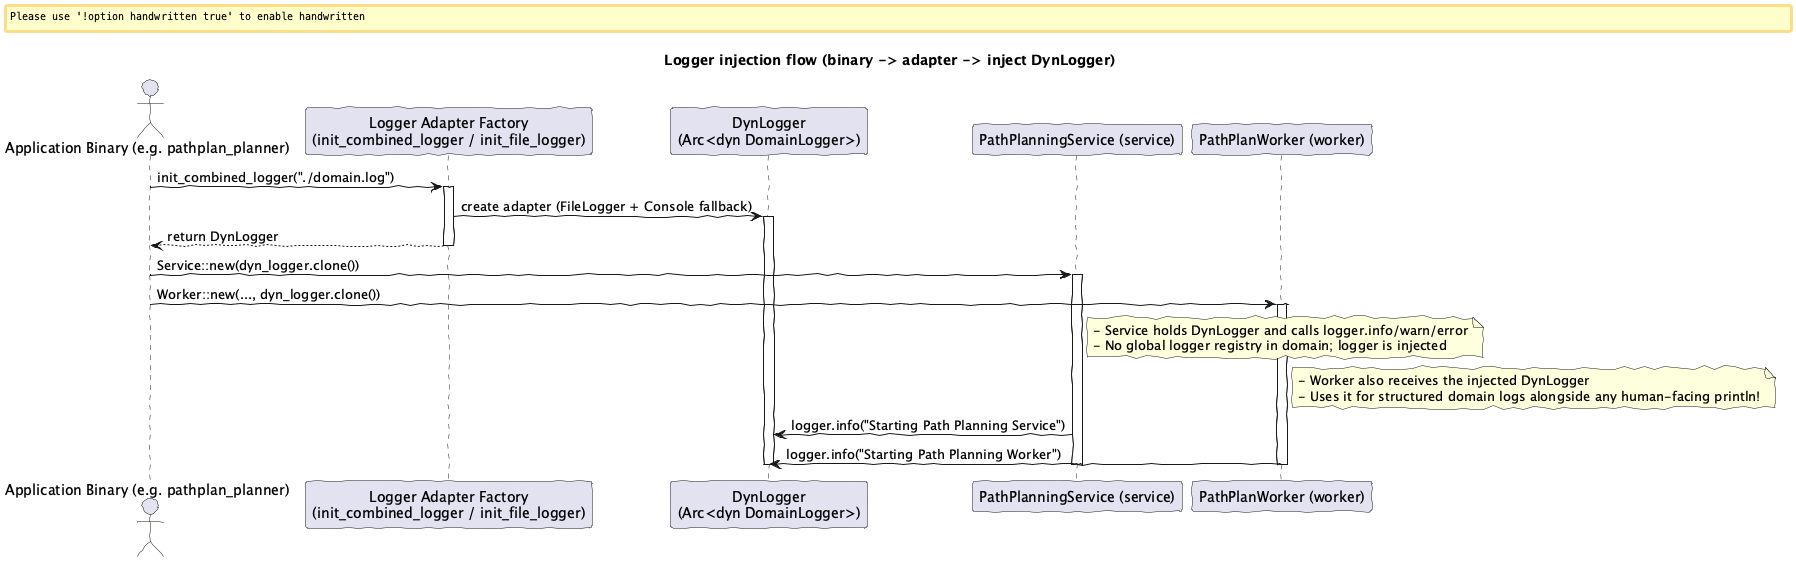 Please use '!option handwritten true' to enable handwritten
Logger injection flow (binary -> adapter -> inject DynLogger)
Application Binary (e.g. pathplan_planner)
Logger Adapter Factory
(init_combined_logger / init_file_logger)
DynLogger
(Arc<dyn DomainLogger>)
PathPlanningService (service)
PathPlanWorker (worker)
init_combined_logger("./domain.log")
create adapter (FileLogger + Console fallback)
return DynLogger
Service::new(dyn_logger.clone())
Worker::new(..., dyn_logger.clone())
- Service holds DynLogger and calls logger.info/warn/error
- No global logger registry in domain; logger is injected
- Worker also receives the injected DynLogger
- Uses it for structured domain logs alongside any human-facing println!
logger.info("Starting Path Planning Service")
logger.info("Starting Path Planning Worker")
Application Binary (e.g. pathplan_planner)
Logger Adapter Factory
(init_combined_logger / init_file_logger)
DynLogger
(Arc<dyn DomainLogger>)
PathPlanningService (service)
PathPlanWorker (worker)